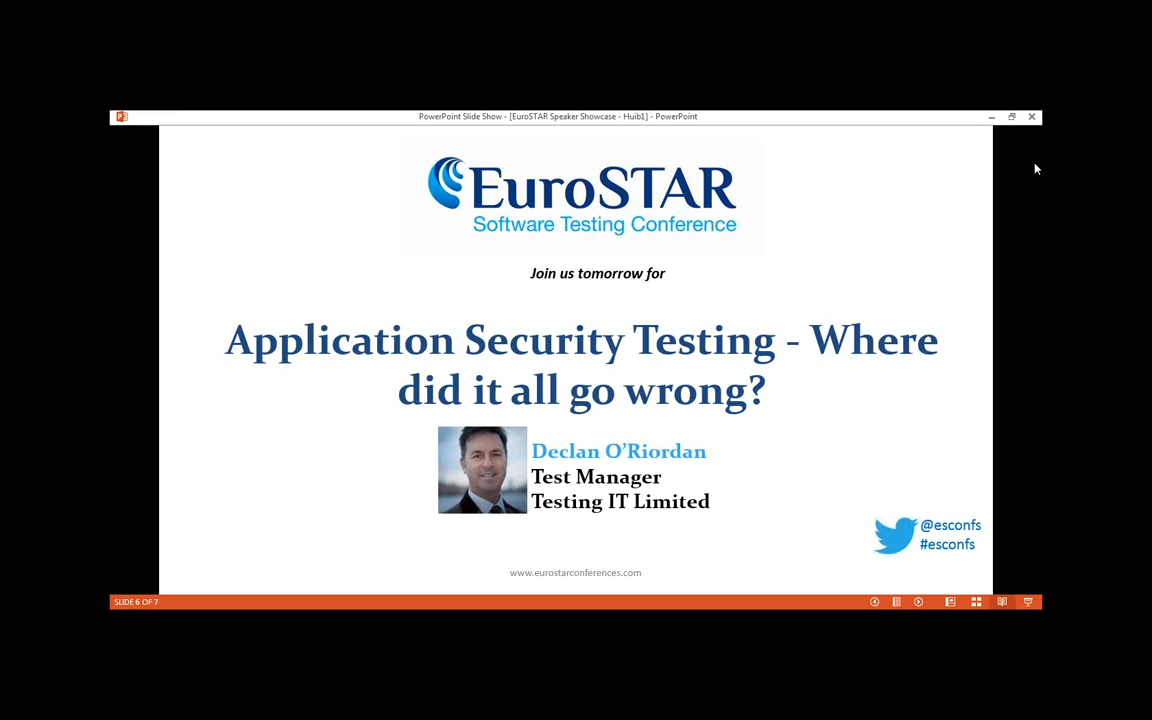 PowerPoint Slide Show - [EuroSTAR Speaker Showcase - Huib1] - PowerPoint
EuroSTAR
Software Testing Conference
Join us tomorrow for
Application Security Testing - Where
did it all go wrong?
Declan O'Riordan
Test Manager
Testing IT Limited
@esconfs
#esconfs
www.eurostarconferences.com
SLIDE 6 OF 7